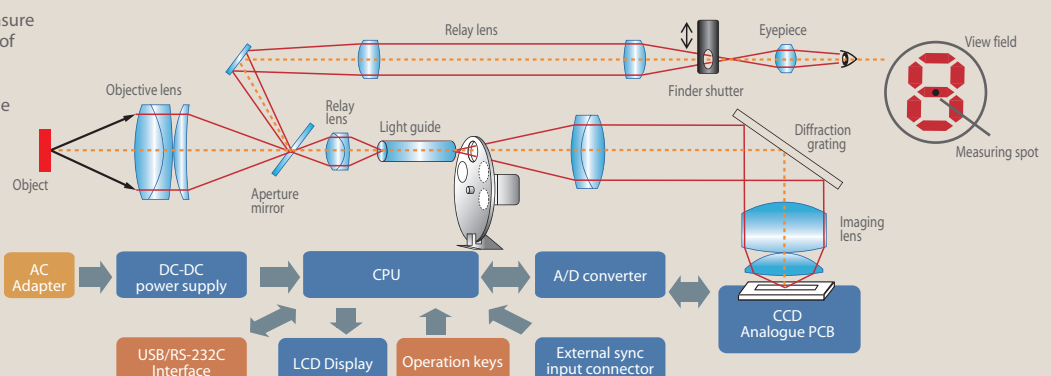 of
Relay lens
Eyepiece
View field
Finder shutter
Measuring spot
Objective lens
Relay
lens
Light guide
Diffraction
grating
Object
Aperture
mirror
Imaging
lens
AC
Adapter
DC-DC
power supply
CPU
A/D converter
CCD
Analogue PCB
USB/RS-232C
Interface
LCD Display
Operation keys
External sync
input connector